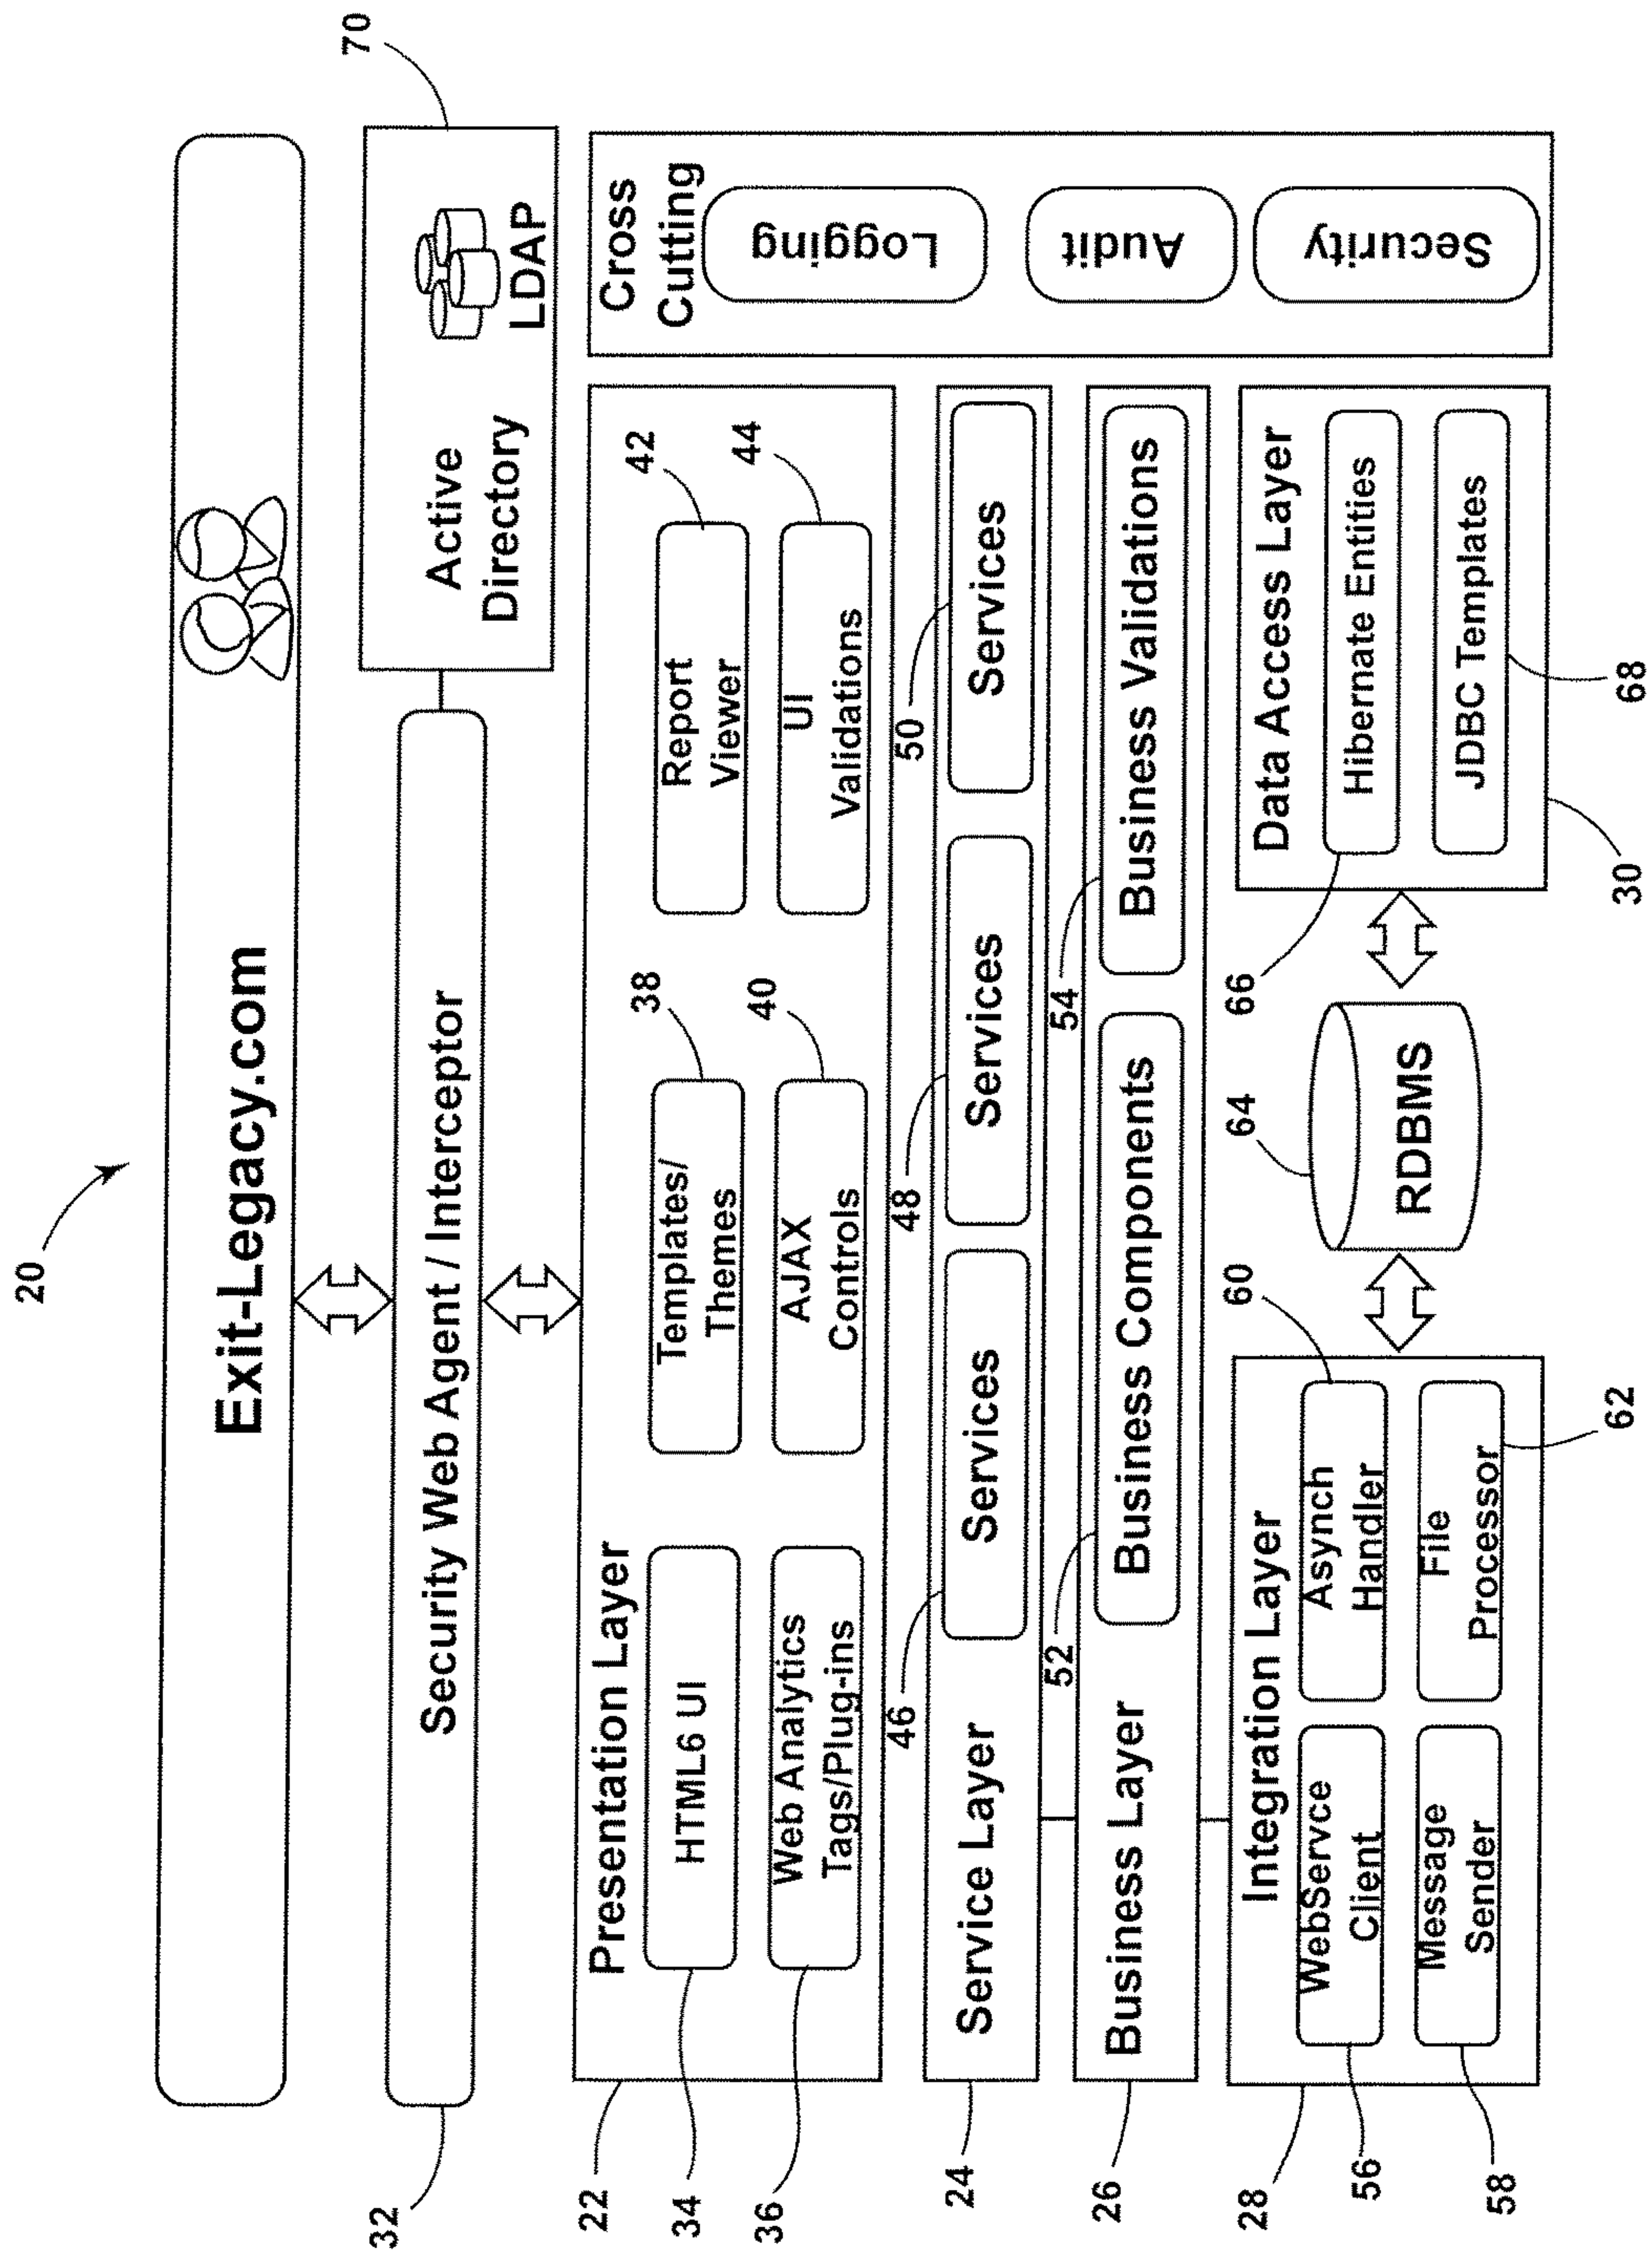 20
Exit-Legacy.com
32
Security Web Agent / Interceptor
70
Active
Directory
LDAP
22
Presentation Layer
34
HTML6 UI
36
Web Analytics
Tags/Plug-ins
38
Templates/
Themes
40
AJAX
Controls
42
Report
Viewer
44
UI
Validations
24
Service Layer
46
Services
48
Services
50
Services
26
Business Layer
52
Business Components
54
Business Validations
28
Integration Layer
56
WebServce
Client
60
Asynch
Handler
58
Message
Sender
62
File
Processor
64
RDBMS
30
Data Access Layer
66
Hibernate Entities
68
JDBC Templates
Cross
Cutting
Logging
Audit
Security